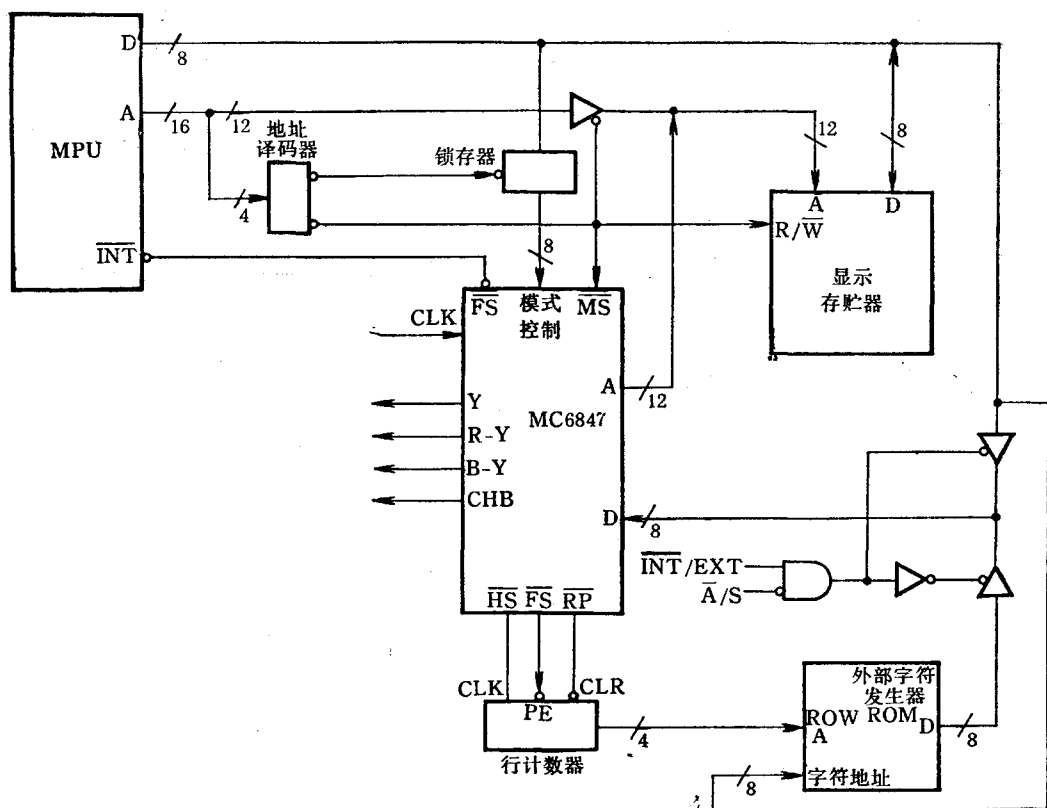 D
8
A
16
12
MPU
地址
译码器
锁存器
12
8
4
A
D
R/W̅
I̅N̅T̅
8
显示
存贮器
F̅S̅
模式
控制
M̅S̅
CLK
A
12
Y
MC6847
R-Y
B-Y
CHB
D
8
I̅N̅T̅/EXT
A̅/S
H̅S̅ F̅S̅ R̅P̅
CLK
CLR
PE
行计数器
4
外部字符
发生器
ROW ROM
A
D
8
字符地址
8